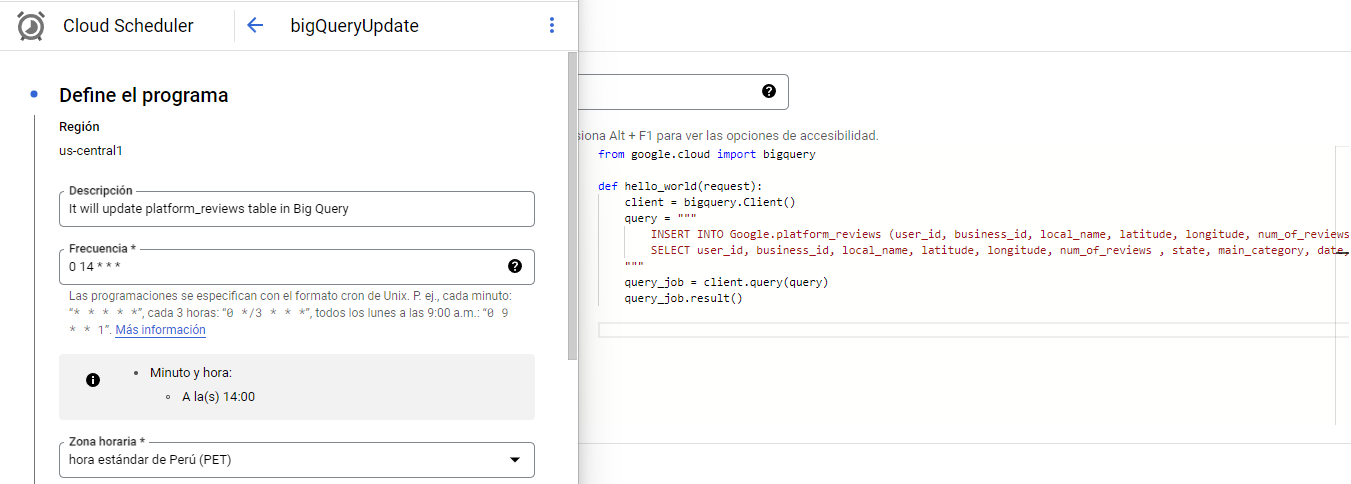 Cloud Scheduler
bigQueryUpdate
Define el programa
Región
us-central1
Descripción
It will update platform_reviews table in Big Query
Frecuencia *
0 14 * * *
Las programaciones se especifican con el formato cron de Unix. P. ej., cada minuto:
"* * * * *", cada 3 horas: "0 */3 * * *", todos los lunes a las 9:00 a.m.: "0 9
* * 1". Más información
Minuto y hora:
A la(s) 14:00
Zona horaria *
hora estándar de Perú (PET)
siona Alt + F1 para ver las opciones de accesibilidad.
from google.cloud import bigquery
def hello_world(request):
client = bigquery.Client()
query = """
INSERT INTO Google.platform_reviews (user_id, business_id, local_name, latitude, longitude, num_of_reviews
SELECT user_id, business_id, local_name, latitude, longitude, num_of_reviews , state, main_category, date,
"""
query_job = client.query(query)
query_job.result()